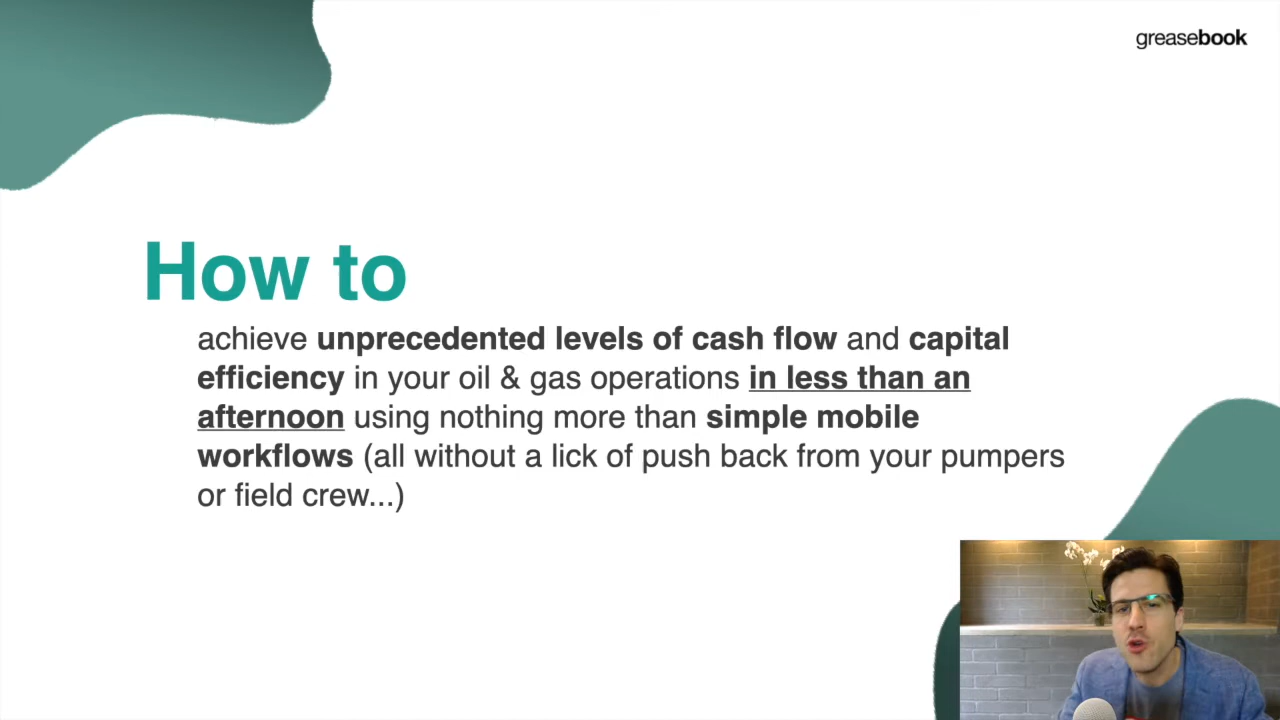 greasebook
How to
achieve unprecedented levels of cash flow and capital
efficiency in your oil & gas operations in less than an
afternoon using nothing more than simple mobile
workflows (all without a lick of push back from your pumpers
or field crew...)